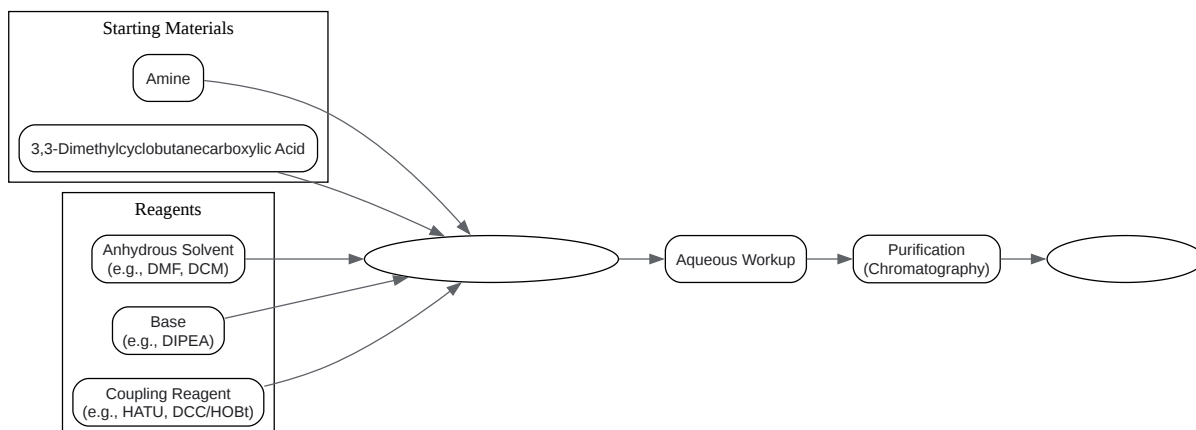 Starting Materials
Amine
3,3-Dimethylcyclobutanecarboxylic Acid
Reagents
Anhydrous Solvent
(e.g., DMF, DCM)
Base
(e.g., DIPEA)
Coupling Reagent
(e.g., HATU, DCC/HOBt)
Aqueous Workup
Purification
(Chromatography)